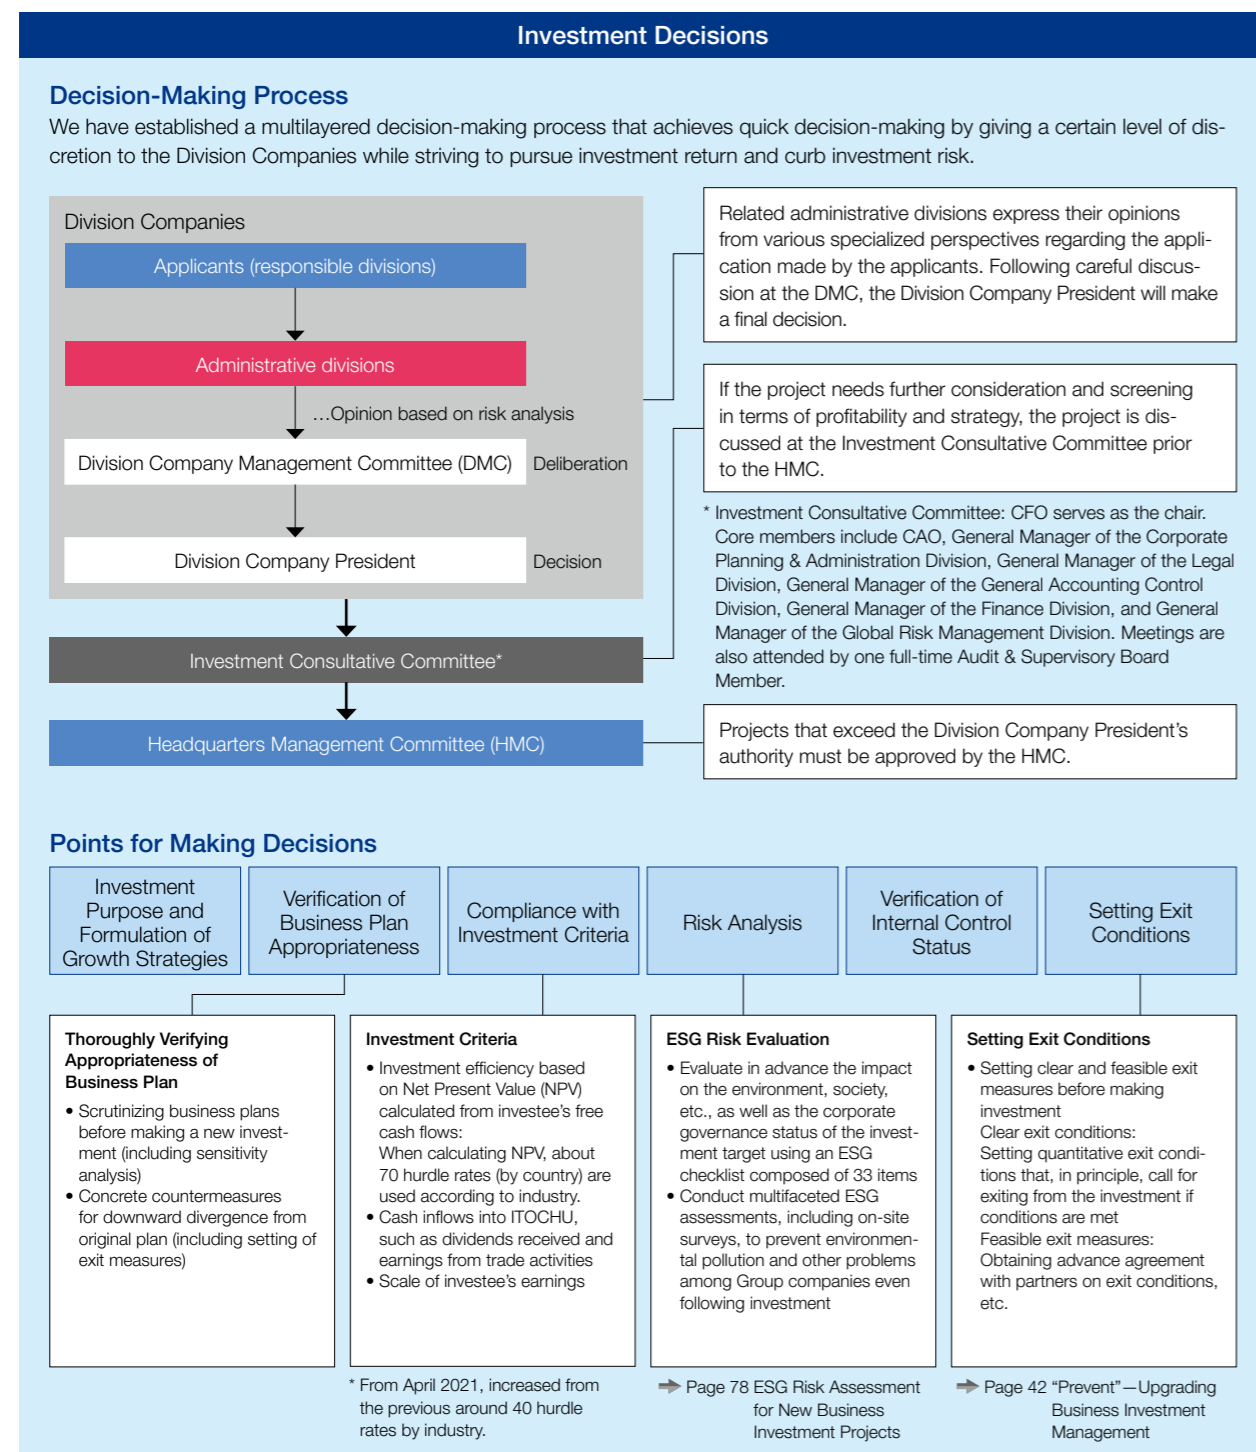 Investment Decisions
Decision-Making Process
We have established a multilayered decision-making process that achieves quick decision-making by giving a certain level of dis-
cretion to the Division Companies while striving to pursue investment return and curb investment risk.
Division Companies
Applicants (responsible divisions)
Administrative divisions
…Opinion based on risk analysis
Division Company Management Committee (DMC)
Deliberation
Division Company President
Decision
Investment Consultative Committee*
Headquarters Management Committee (HMC)
Related administrative divisions express their opinions
from various specialized perspectives regarding the appli-
cation made by the applicants. Following careful discus-
sion at the DMC, the Division Company President will make
a final decision.
If the project needs further consideration and screening
in terms of profitability and strategy, the project is dis-
cussed at the Investment Consultative Committee prior
to the HMC.
* Investment Consultative Committee: CFO serves as the chair.
Core members include CAO, General Manager of the Corporate
Planning & Administration Division, General Manager of the Legal
Division, General Manager of the General Accounting Control
Division, General Manager of the Finance Division, and General
Manager of the Global Risk Management Division. Meetings are
also attended by one full-time Audit & Supervisory Board
Member.
Projects that exceed the Division Company President’s
authority must be approved by the HMC.
Points for Making Decisions
Investment
Purpose and
Formulation of
Growth Strategies
Verification of
Business Plan
Appropriateness
Compliance with
Investment Criteria
Risk Analysis
Verification of
Internal Control
Status
Setting Exit
Conditions
Thoroughly Verifying
Appropriateness of
Business Plan
• Scrutinizing business plans
before making a new invest-
ment (including sensitivity
analysis)
• Concrete countermeasures
for downward divergence from
original plan (including setting of
exit measures)
Investment Criteria
• Investment efficiency based
on Net Present Value (NPV)
calculated from investee’s free
cash flows:
When calculating NPV, about
70 hurdle rates (by country) are
used according to industry.
• Cash inflows into ITOCHU,
such as dividends received and
earnings from trade activities
• Scale of investee’s earnings
* From April 2021, increased from
the previous around 40 hurdle
rates by industry.
ESG Risk Evaluation
• Evaluate in advance the impact
on the environment, society,
etc., as well as the corporate
governance status of the invest-
ment target using an ESG
checklist composed of 33 items
• Conduct multifaceted ESG
assessments, including on-site
surveys, to prevent environmen-
tal pollution and other problems
among Group companies even
following investment
Page 78 ESG Risk Assessment
for New Business
Investment Projects
Setting Exit Conditions
• Setting clear and feasible exit
measures before making
investment
Clear exit conditions:
Setting quantitative exit condi-
tions that, in principle, call for
exiting from the investment if
conditions are met
Feasible exit measures:
Obtaining advance agreement
with partners on exit conditions,
etc.
Page 42 “Prevent”—Upgrading
Business Investment
Management